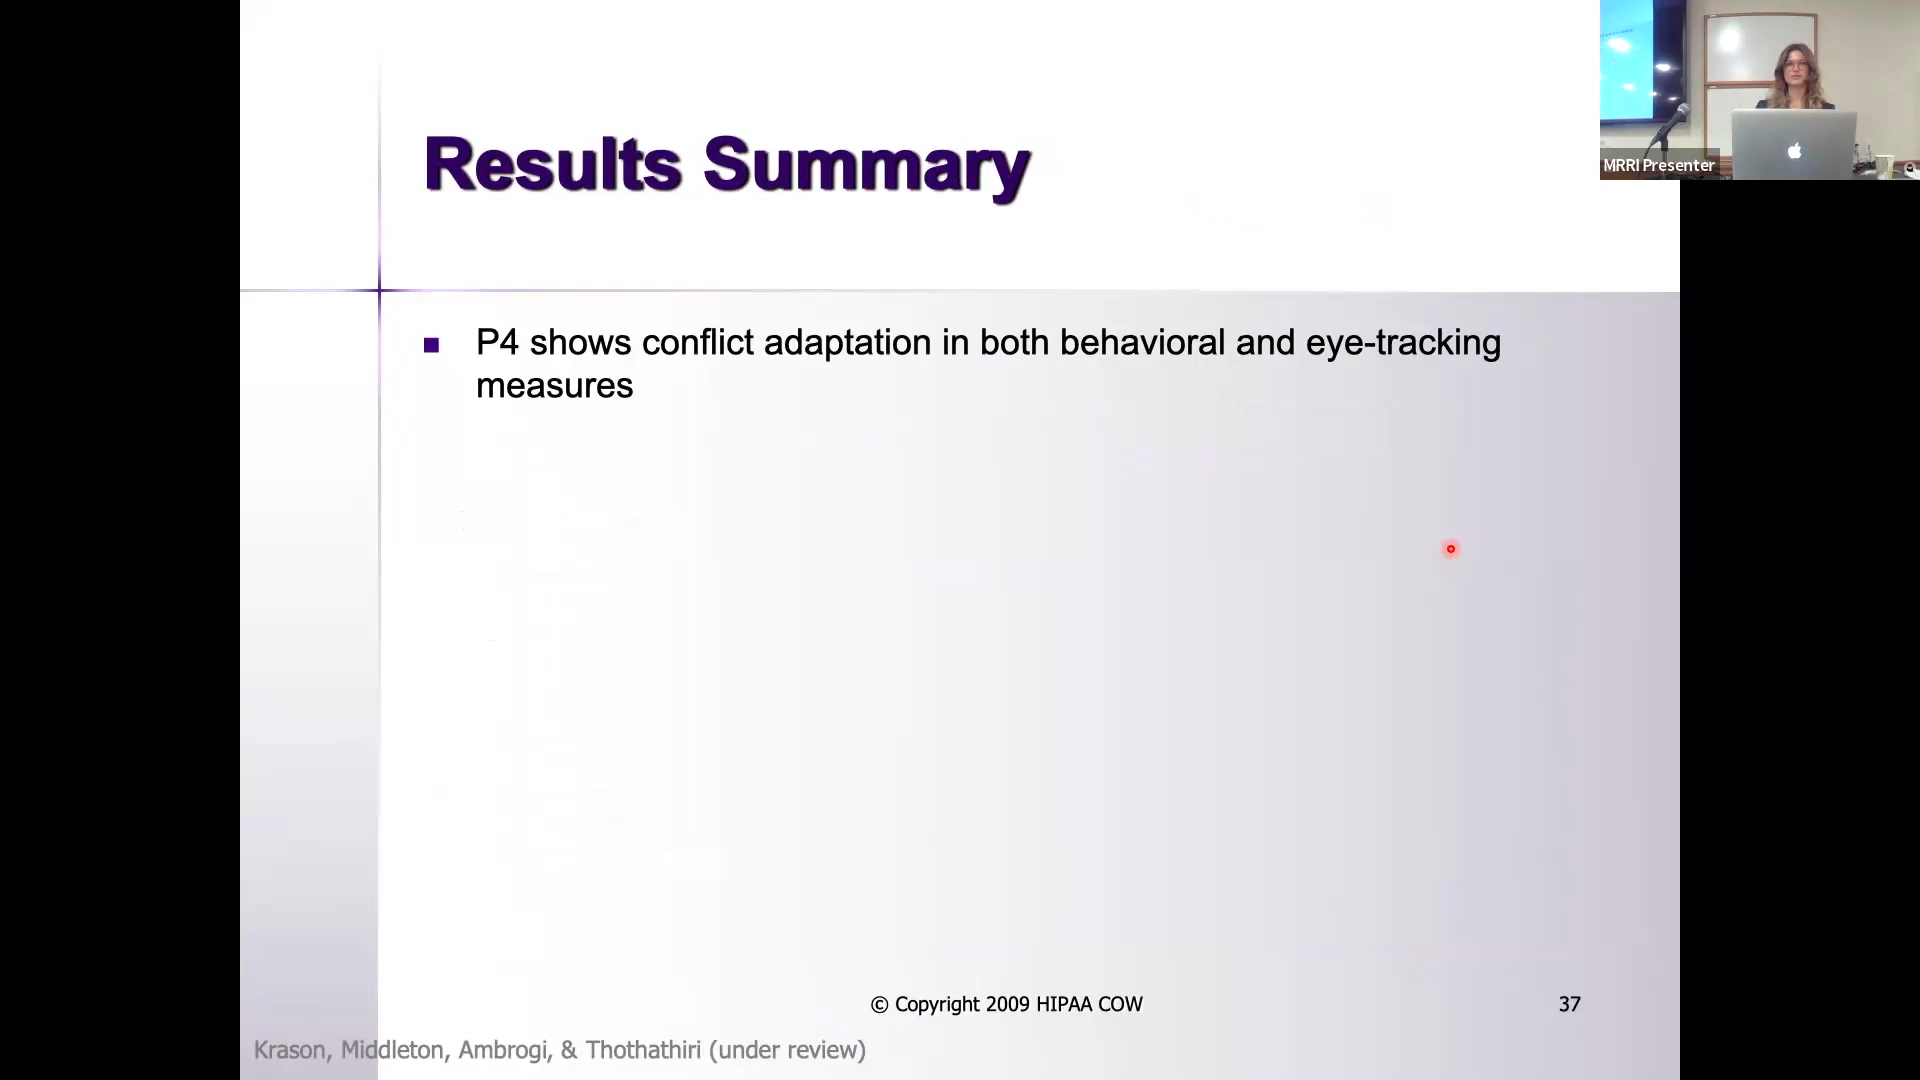 Results Summary
MRRI Presenter
■ P4 shows conflict adaptation in both behavioral and eye-tracking
measures
© Copyright 2009 HIPAA COW
37
Krason, Middleton, Ambrogi, & Thothathiri (under review)